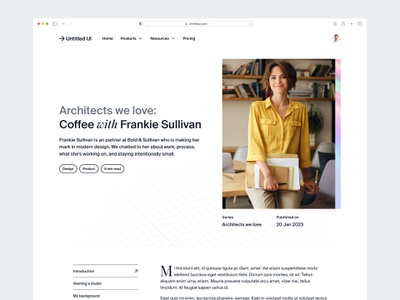 untitledui.com
Untitled UI Home Products Resources Pricing
Architects we love:
Coffee with Frankie Sullivan
Frankie Sullivan is an partner at Bold & Sullivan who is making her
mark in modern design. We chatted to her about work, process,
what she's working on, and staying intentionally small.
Design Product 8 min read
Series Published on
Architects we love 20 Jan 2023
Introduction
Starting a studio
My background
Mi tincidunt elit, id quisque ligula ac diam, amet. Vel etiam suspendisse morbi
eleifend faucibus eget vestibulum felis. Dictum quis montes, sit sit. Tellus
aliquam enim urna, etiam. Mauris posuere vulputate arcu amet, vitae nisi, tellus
tincidunt. At feugiat sapien varius id.
Eget quis mi enim, leo lacinia pharetra, semper. Eget in volutpat mollis at volutpat lectus